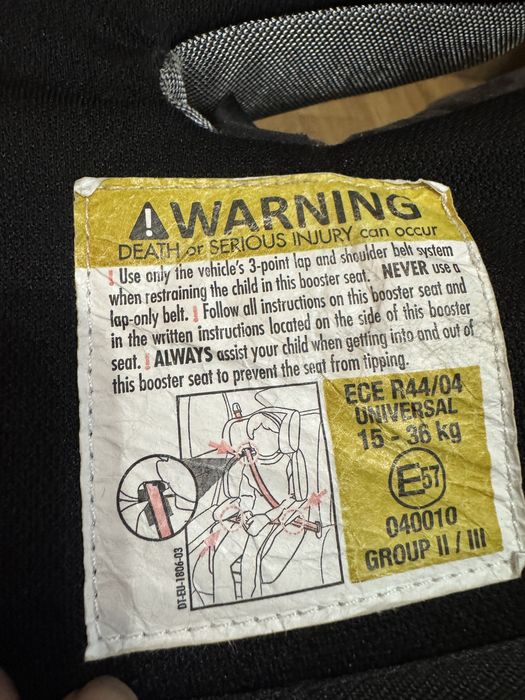 WARNING
DEATH or SERIOUS INJURY can occur
! Use only the vehicle's 3-point lap and shoulder belt system
when restraining the child in this booster seat. NEVER use a
lap-only belt. ! Follow all instructions on this booster seat and
in the written instructions located on the side of this booster
seat. ! ALWAYS assist your child when getting into and out of
this booster seat to prevent the seat from tipping.
ECE R44/04
UNIVERSAL
15 - 36 kg
E57
040010
GROUP II / III
DT-EU-1806-03